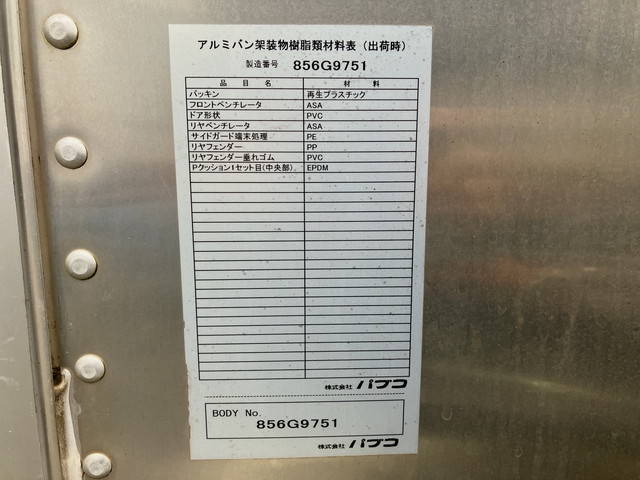 アルミバン架装物樹脂類材料表（出荷時）
製造番号 856G9751
品目名 材料
パッキン 再生プラスチック
フロントベンチレータ ASA
ドア形状 PVC
リヤベンチレータ ASA
サイドガード端末処理 PE
リヤフェンダー PP
リヤフェンダー垂れゴム PVC
Pクッション1セット目(中央部) EPDM
株式会社 パブコ
BODY No.
856G9751
株式会社 パブコ